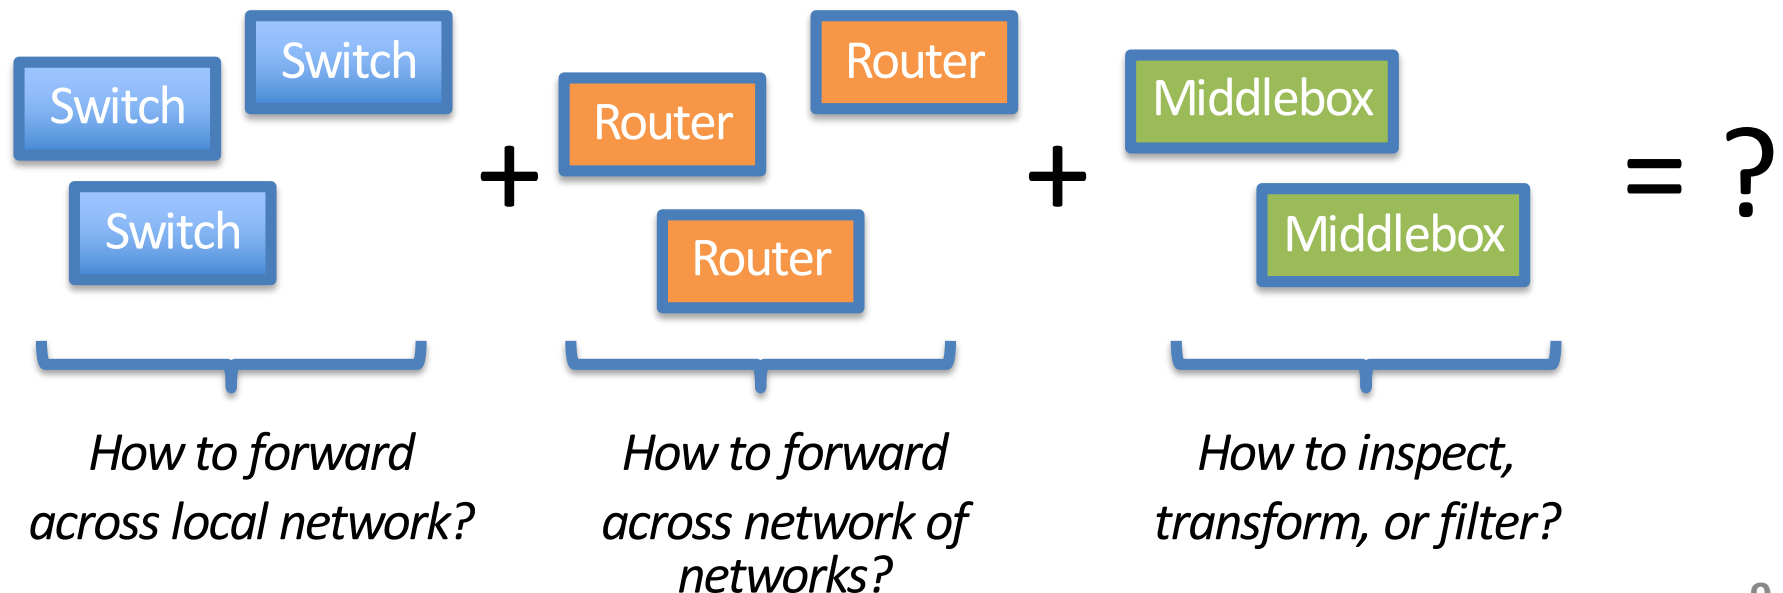 Switch
Switch
Switch
+
Router
Router
Router
+
Middlebox
Middlebox
= ?
How to forward
across local network?
How to forward
across network of
networks?
How to inspect,
transform, or filter?